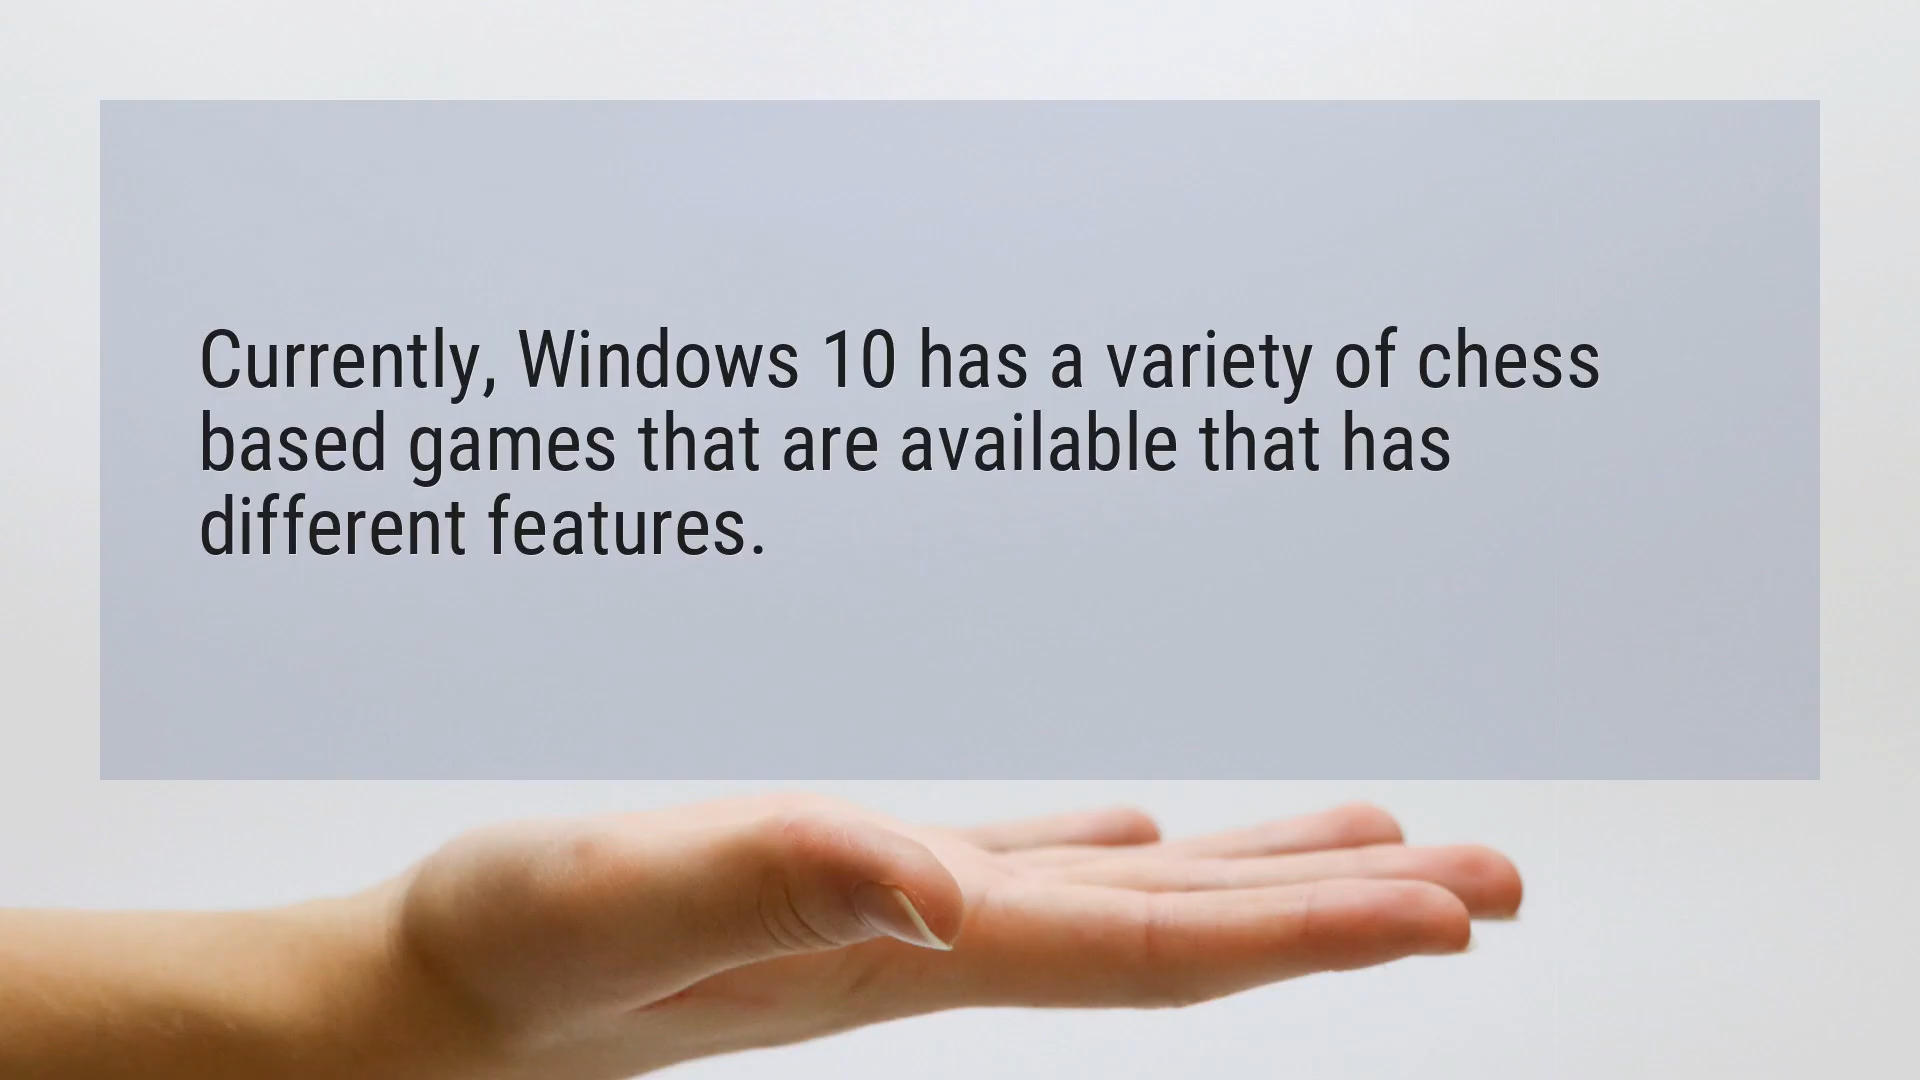 Currently, Windows 10 has a variety of chess
based games that are available that has
different features.